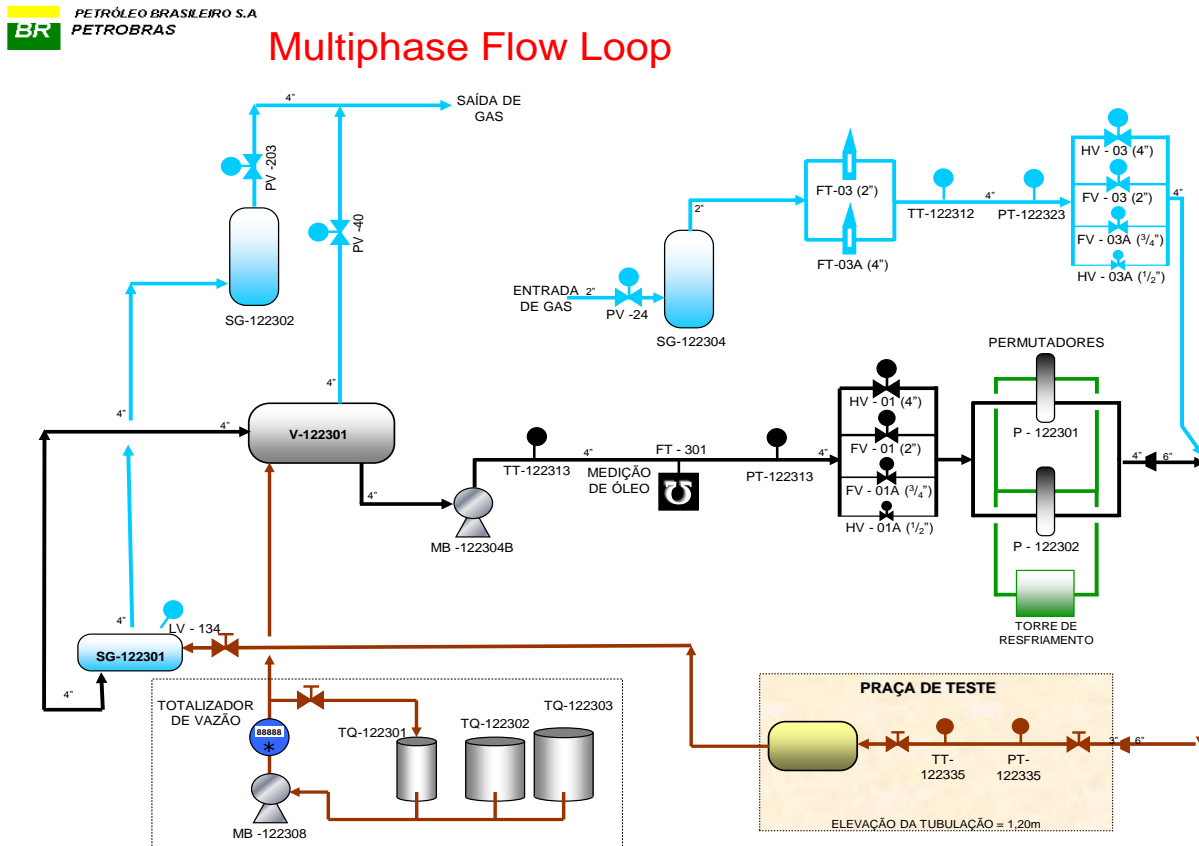 PETRÓLEO BRASILEIRO S.A
PETROBRAS
BR
Multiphase Flow Loop
4"
SAÍDA DE
GAS
PV -203
PV -40
SG-122302
4"
4"
4"
4"
V-122301
4"
4"
SG-122301
LV - 134
4"
MB -122304B
TT-122313
4"
MEDIÇÃO
DE ÓLEO
FT - 301
PT-122313
4"
ENTRADA
DE GAS
2"
PV -24
SG-122304
2"
FT-03 (2")
FT-03A (4")
TT-122312
4"
PT-122323
HV - 03 (4")
FV - 03 (2")
FV - 03A (3/4")
HV - 03A (1/2")
4"
HV - 01 (4")
FV - 01 (2")
FV - 01A (3/4")
HV - 01A (1/2")
PERMUTADORES
P - 122301
P - 122302
4"
6"
TORRE DE
RESFRIAMENTO
TOTALIZADOR
DE VAZÃO
88888
*
MB -122308
TQ-122301
TQ-122302
TQ-122303
PRAÇA DE TESTE
TT-
122335
PT-
122335
3"
6"
ELEVAÇÃO DA TUBULAÇÃO = 1,20m